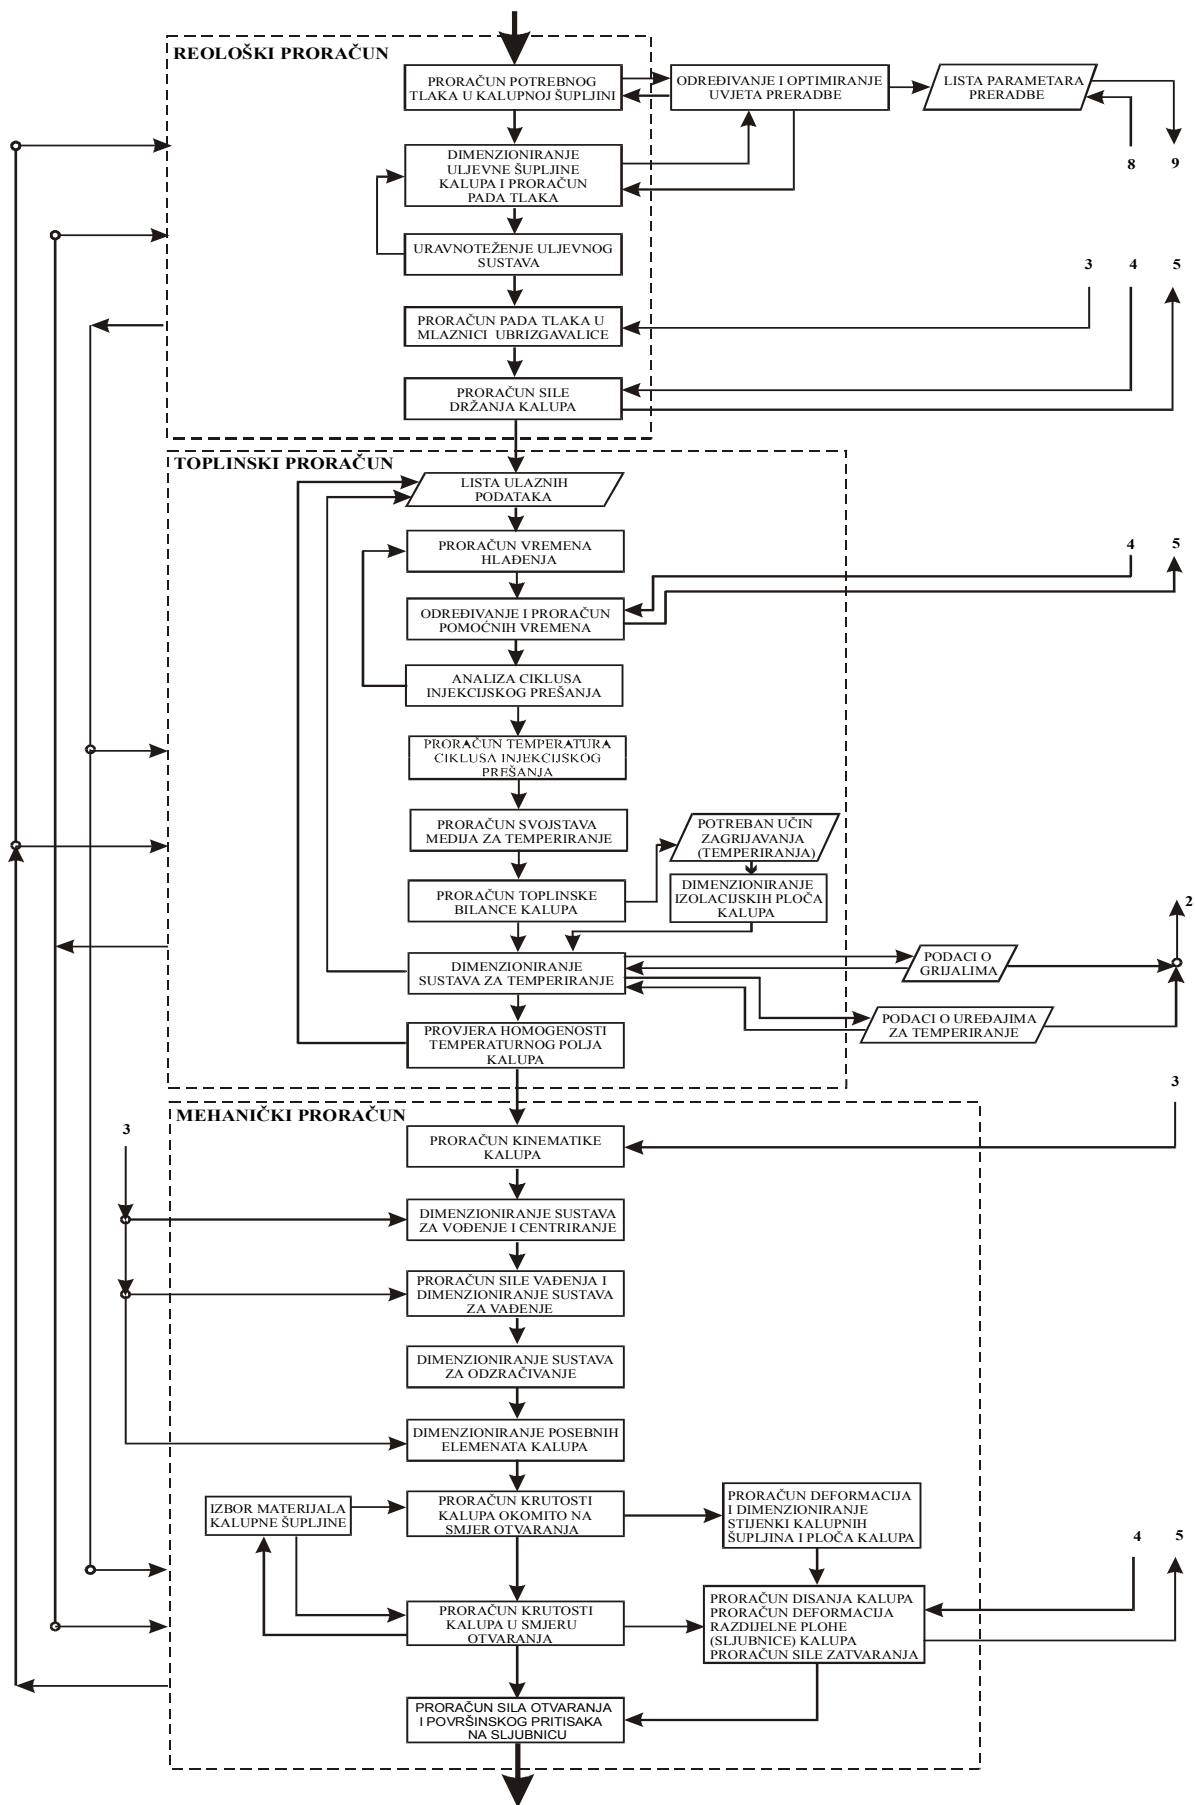 REOLOŠKI PRORAČUN
PRORAČUN POTREBNOG
TLAKA U KALUPNOJ ŠUPLJINI
ODREĐIVANJE I OPTIMIRANJE
UVJETA PRERADBE
LISTA PARAMETARA
PRERADBE
8
9
DIMENZIONIRANJE
ULJEVNE ŠUPLJINE
KALUPA I PRORAČUN
PADA TLAKA
URAVNOTEŽENJE ULJEVNOG
SUSTAVA
3
4
5
PRORAČUN PADA TLAKA U
MLAZNICI UBRIZGAVALICE
PRORAČUN SILE
DRŽANJA KALUPA
TOPLINSKI PRORAČUN
LISTA ULAZNIH
PODATAKA
PRORAČUN VREMENA
HLAĐENJA
4
5
ODREĐIVANJE I PRORAČUN
POMOĆNIH VREMENA
ANALIZA CIKLUSA
INJEKCIJSKOG PREŠANJA
PRORAČUN TEMPERATURA
CIKLUSA INJEKCIJSKOG
PREŠANJA
PRORAČUN SVOJSTAVA
MEDIJA ZA TEMPERIRANJE
POTREBAN UČIN
ZAGRIJAVANJA
(TEMPERIRANJA)
PRORAČUN TOPLINSKE
BILANCE KALUPA
DIMENZIONIRANJE
IZOLACIJSKIH PLOČA
KALUPA
2
DIMENZIONIRANJE
SUSTAVA ZA TEMPERIRANJE
PODACI O
GRIJALIMA
PODACI O UREĐAJIMA
ZA TEMPERIRANJE
PROVJERA HOMOGENOSTI
TEMPERATURNOG POLJA
KALUPA
3
MEHANIČKI PRORAČUN
3
PRORAČUN KINEMATIKE
KALUPA
DIMENZIONIRANJE SUSTAVA
ZA VOĐENJE I CENTRIRANJE
PRORAČUN SILE VAĐENJA I
DIMENZIONIRANJE SUSTAVA
ZA VAĐENJE
DIMENZIONIRANJE SUSTAVA
ZA ODZRAČIVANJE
DIMENZIONIRANJE POSEBNIH
ELEMENATA KALUPA
IZBOR MATERIJALA
KALUPNE ŠUPLJINE
PRORAČUN KRUTOSTI
KALUPA OKOMITO NA
SMJER OTVARANJA
PRORAČUN DEFORMACIJA
I DIMENZIONIRANJE
STIJENKI KALUPNIH
ŠUPLJINA I PLOČA KALUPA
4
5
PRORAČUN KRUTOSTI
KALUPA U SMJERU
OTVARANJA
PRORAČUN DISANJA KALUPA
PRORAČUN DEFORMACIJA
RAZDIJELNE PLOHE
(SLJUBNICE) KALUPA
PRORAČUN SILE ZATVARANJA
PRORAČUN SILA OTVARANJA
I POVRŠINSKOG PRITISAKA
NA SLJUBNICU